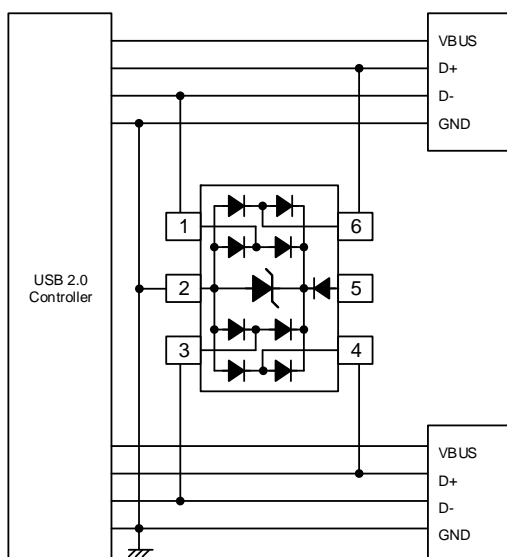 VBUS
D+
D-
GND
1
6
USB 2.0
Controller
2
5
3
4
VBUS
D+
D-
GND